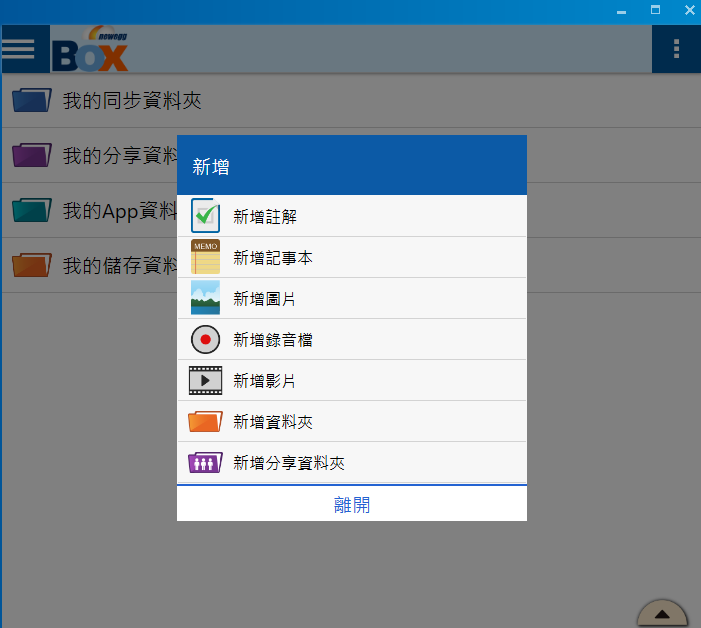 newegg
BOX
我的同步資料夾
我的分享資料
我的App資料
我的儲存資料
新增
新增註解
MEMO
新增記事本
新增圖片
新增錄音檔
新增影片
新增資料夾
新增分享資料夾
離開